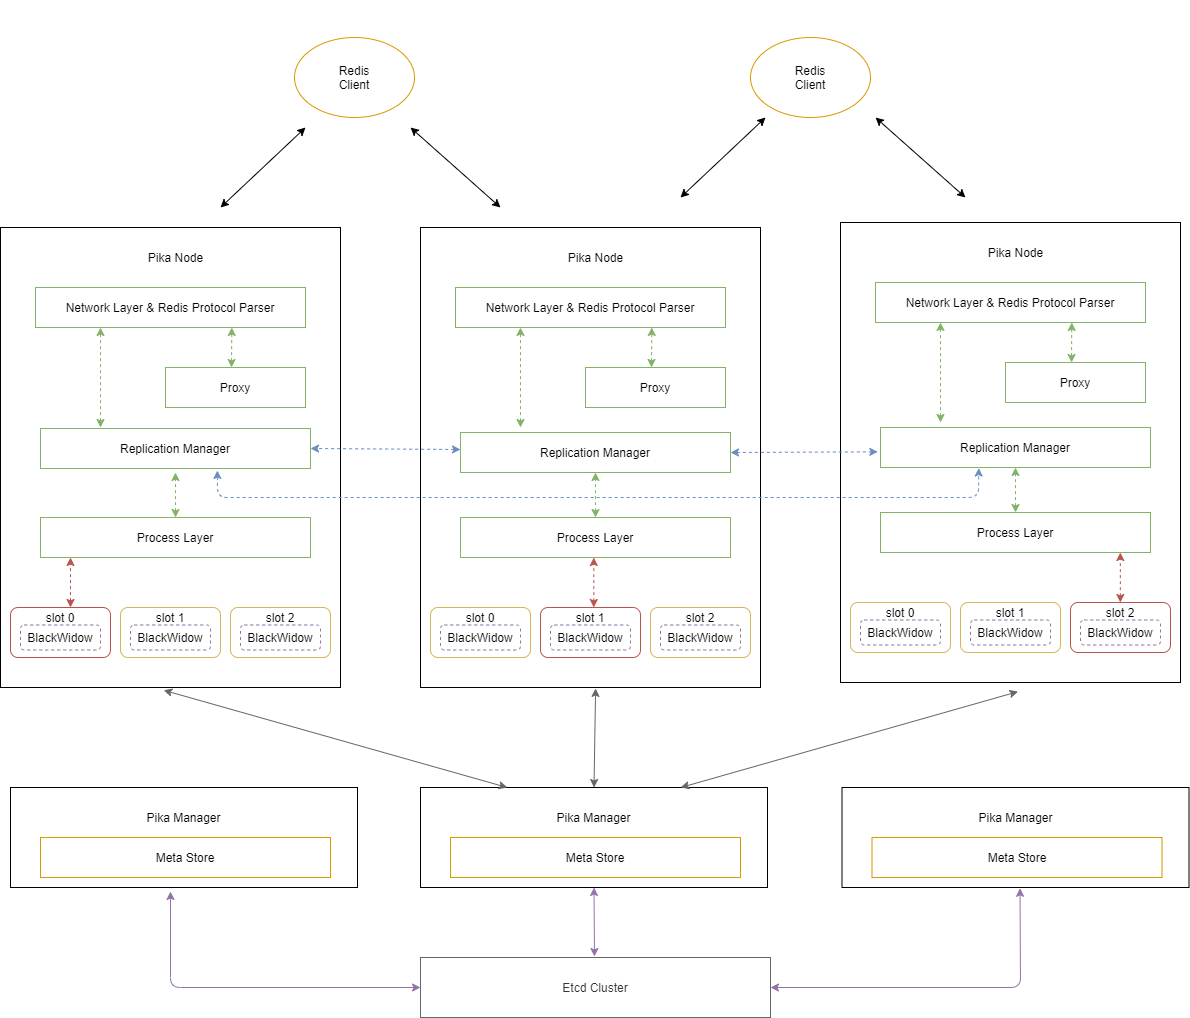 Redis
Client
Redis
Client
Pika Node
Network Layer & Redis Protocol Parser
Proxy
Replication Manager
Process Layer
slot 0
BlackWidow
slot 1
BlackWidow
slot 2
BlackWidow
Pika Node
Network Layer & Redis Protocol Parser
Proxy
Replication Manager
Process Layer
slot 0
BlackWidow
slot 1
BlackWidow
slot 2
BlackWidow
Pika Node
Network Layer & Redis Protocol Parser
Proxy
Replication Manager
Process Layer
slot 0
BlackWidow
slot 1
BlackWidow
slot 2
BlackWidow
Pika Manager
Meta Store
Pika Manager
Meta Store
Pika Manager
Meta Store
Etcd Cluster